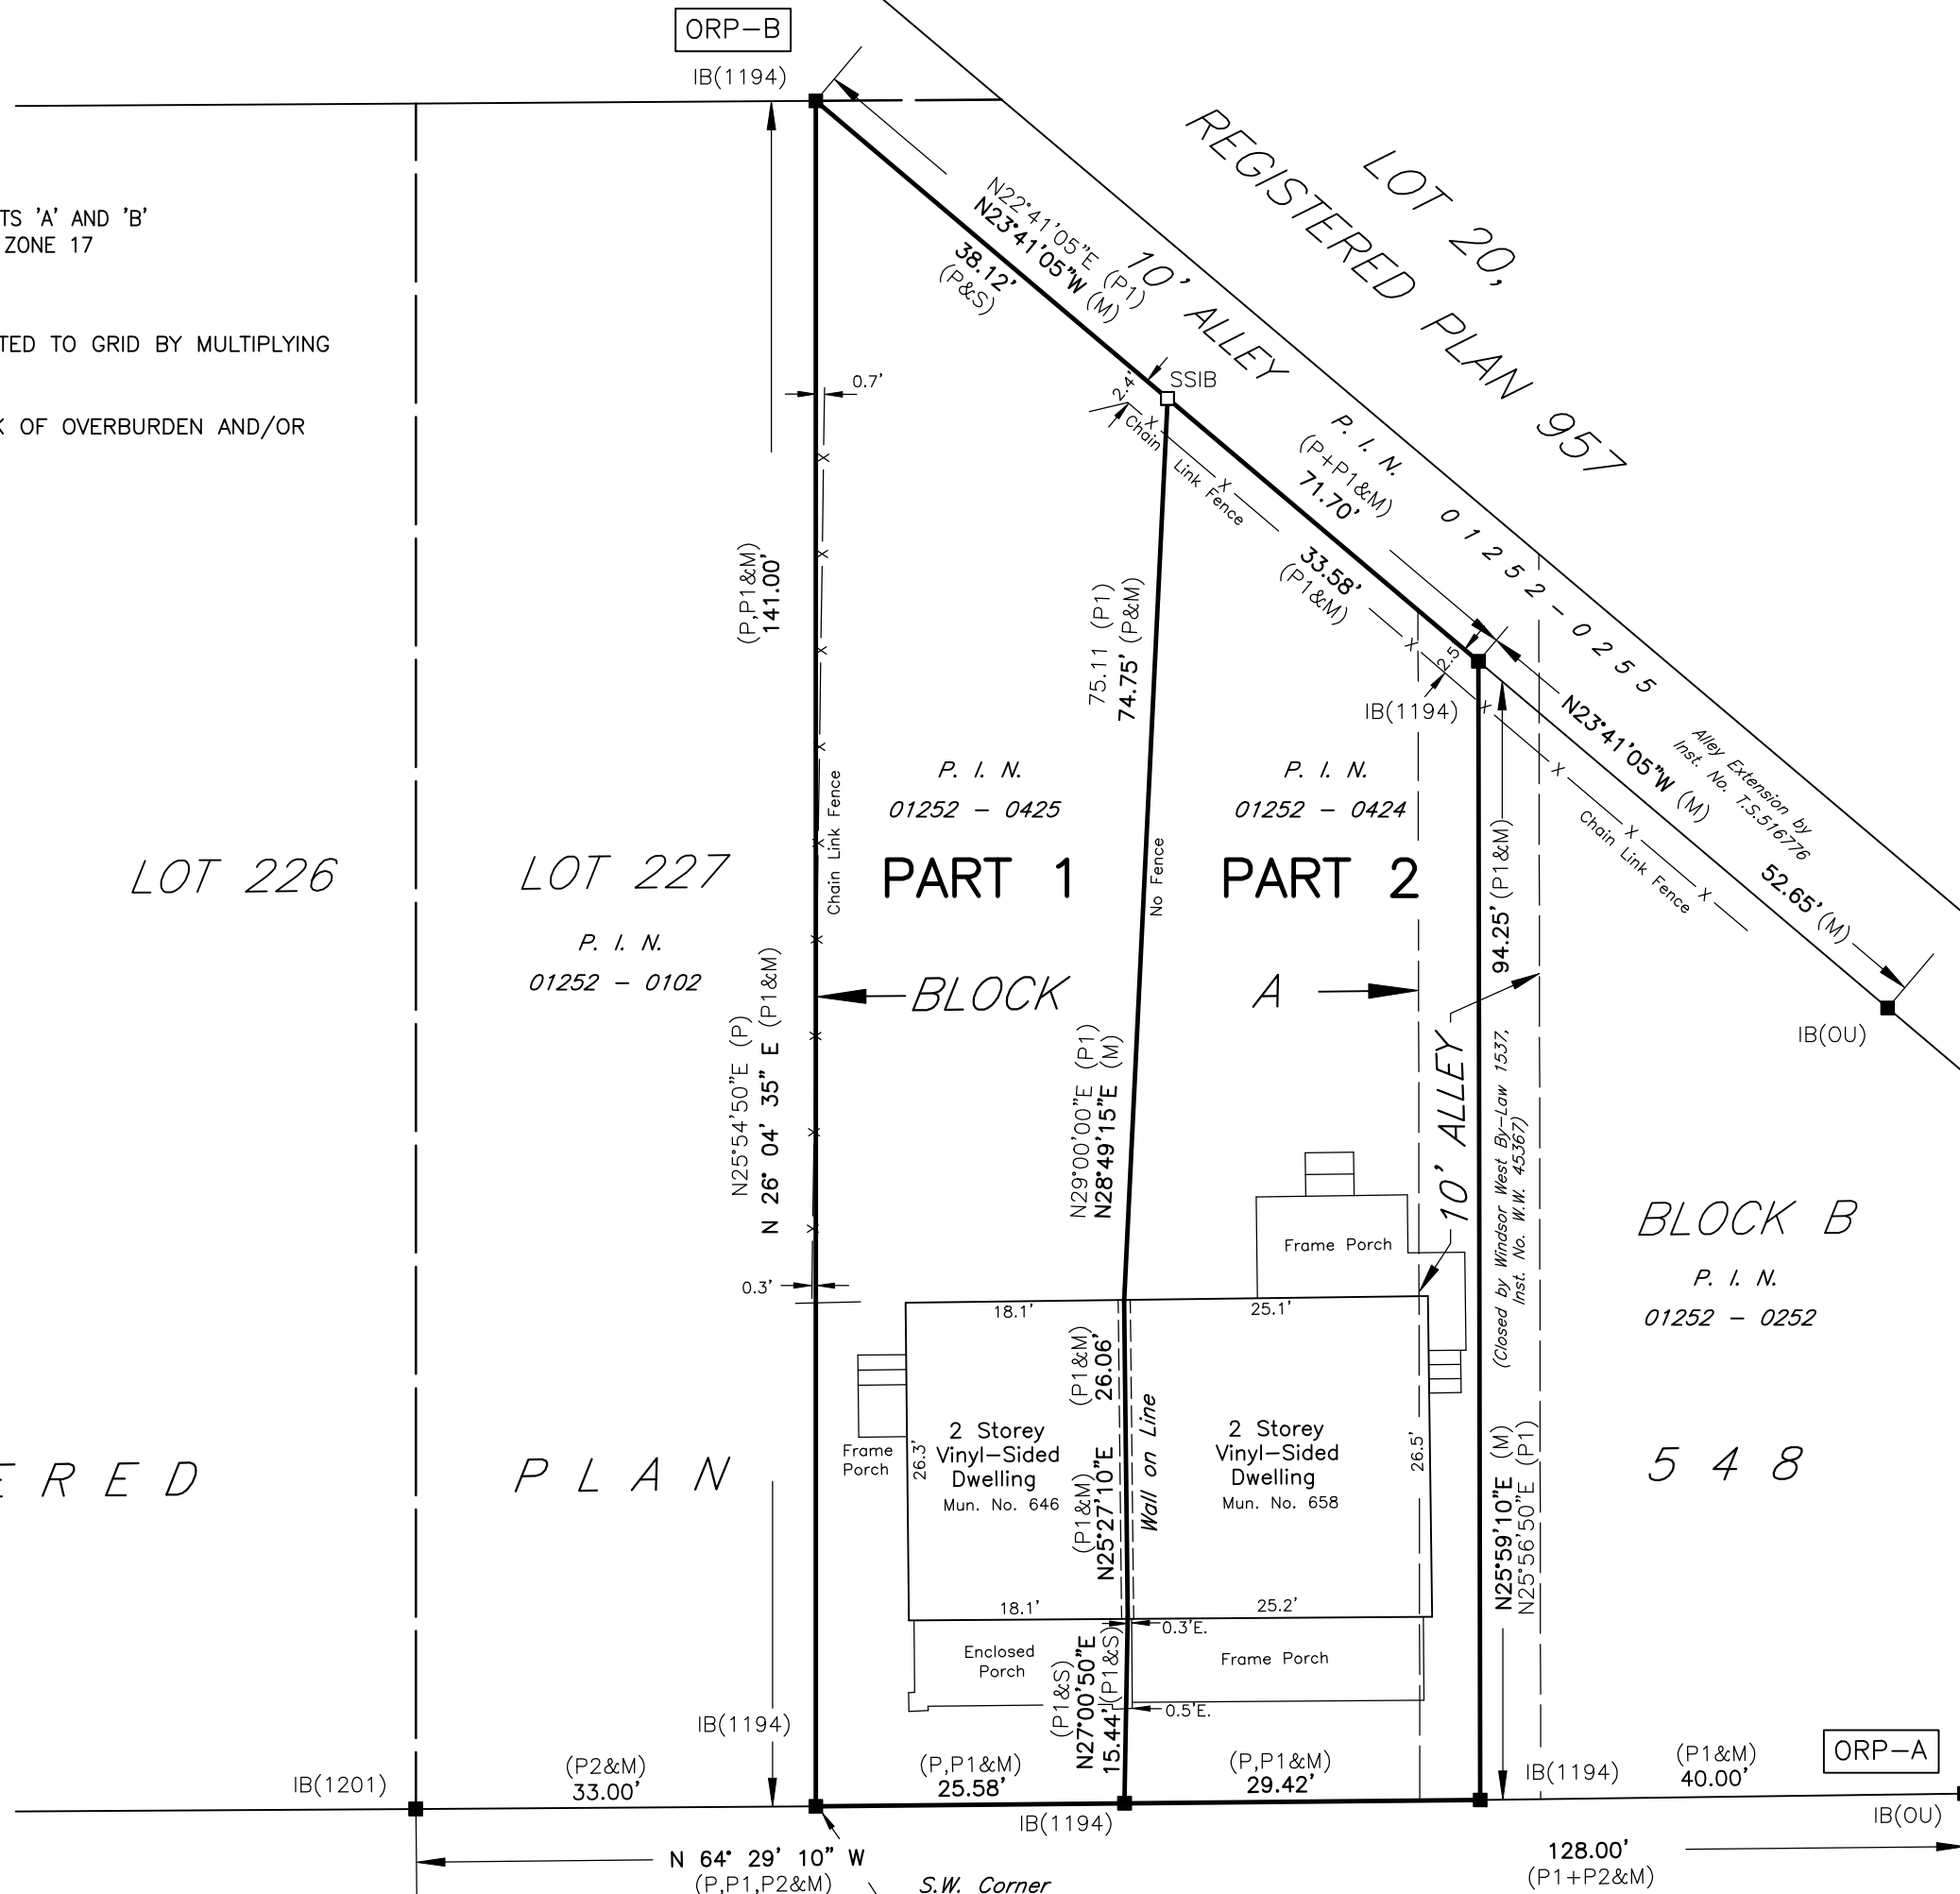 ORP-B
IB(1194)
TS 'A' AND 'B'
ZONE 17
TED TO GRID BY MULTIPLYING
K OF OVERBURDEN AND/OR
LOT 20,
REGISTERED PLAN 957
N22°41'05"E (P1)
N23°41'05"W (M)
38.12'
(P&S)
10' ALLEY
P. I. N. 01252-0255
(P+P1&M)
71.70'
SSIB
2.4'
Chain Link Fence
0.7'
33.58'
(P1&M)
2.5'
IB(1194)
N23°41'05"W (M)
52.65' (M)
Alley Extension by
Inst. No. T.S.516776
Chain Link Fence
IB(OU)
(P,P1&M)
141.00'
75.11 (P1)
74.75' (P&M)
P. I. N.
01252 - 0425
PART 1
P. I. N.
01252 - 0424
PART 2
Chain Link Fence
No Fence
94.25' (P1&M)
LOT 226
LOT 227
P. I. N.
01252 - 0102
BLOCK A
N25°54'50"E (P)
N 26° 04' 35" E (P1&M)
N29°00'00"E (P1)
N28°49'15"E (M)
10' ALLEY
(Closed by Windsor West By-Law 1537,
Inst. No. W.W. 45367)
BLOCK B
P. I. N.
01252 - 0252
Frame Porch
0.3'
18.1'
25.1'
(P1&M)
26.06'
26.3'
2 Storey
Vinyl-Sided
Dwelling
Mun. No. 646
Frame
Porch
(P1&M)
N25°27'10"E
Wall on Line
2 Storey
Vinyl-Sided
Dwelling
Mun. No. 658
26.5'
N25°59'10"E (M)
N25°56'50"E (P1)
E R E D
P L A N
5 4 8
18.1'
25.2'
0.3'E.
Enclosed
Porch
Frame Porch
(P1&S)
N27°00'50"E
15.44' (P1&S)
0.5'E.
IB(1194)
ORP-A
IB(1201)
(P2&M)
33.00'
(P,P1&M)
25.58'
(P,P1&M)
29.42'
IB(1194)
(P1&M)
40.00'
IB(1194)
IB(OU)
N 64° 29' 10" W
(P,P1,P2&M)
128.00'
(P1+P2&M)
S.W. Corner